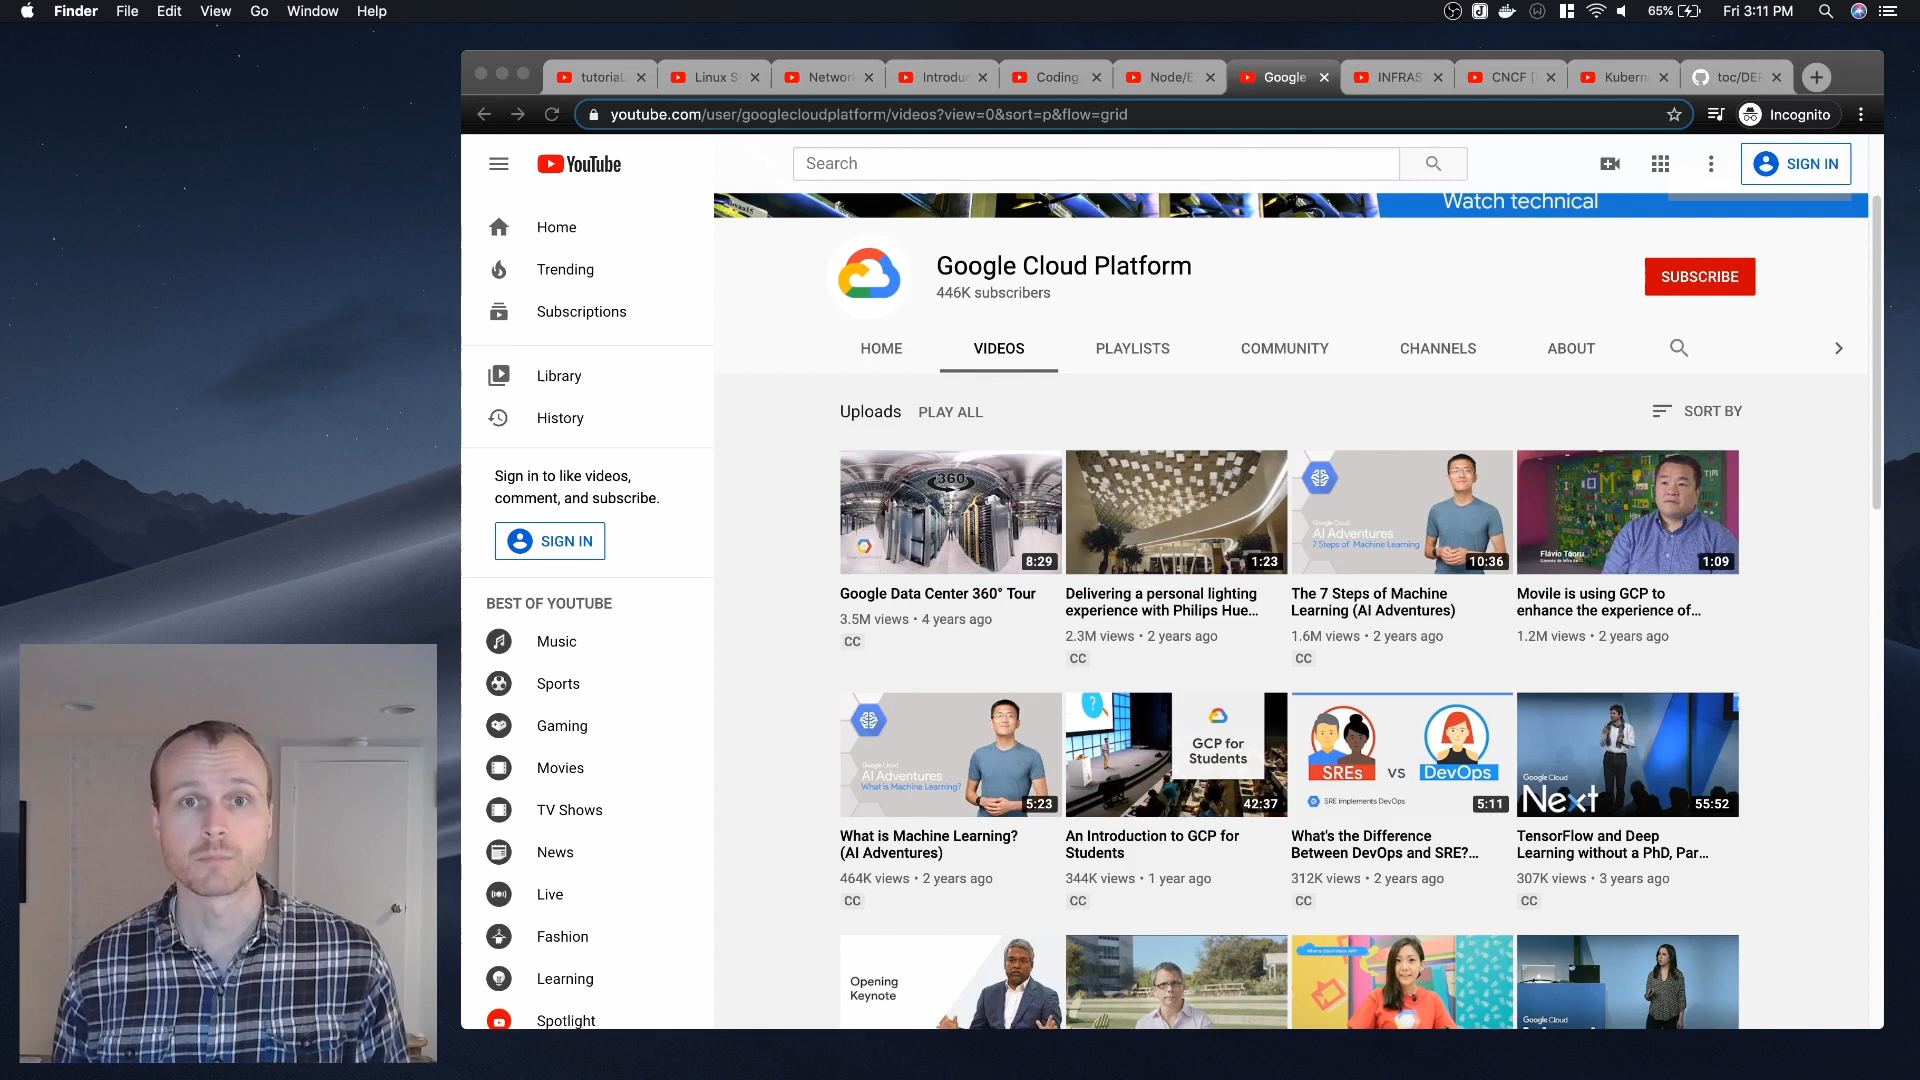 Finder File Edit View Go Window Help
65% Fri 3:11 PM
tutorial Linux S Networ Introdu Coding Node/E Google INFRAS CNCF Kubern toc/DEF
youtube.com/user/googlecloudplatform/videos?view=0&sort=p&flow=grid
Incognito
YouTube
Search
SIGN IN
Home
Trending
Subscriptions
Library
History
Sign in to like videos,
comment, and subscribe.
SIGN IN
BEST OF YOUTUBE
Music
Sports
Gaming
Movies
TV Shows
News
Live
Fashion
Learning
Spotlight
Watch technical
Google Cloud Platform
446K subscribers
SUBSCRIBE
HOME VIDEOS PLAYLISTS COMMUNITY CHANNELS ABOUT
Uploads PLAY ALL
SORT BY
360
8:29
Google Data Center 360° Tour
3.5M views • 4 years ago
CC
1:23
Delivering a personal lighting
experience with Philips Hue...
2.3M views • 2 years ago
CC
Google Cloud
AI Adventures
7 Steps of Machine Learning
10:36
The 7 Steps of Machine
Learning (AI Adventures)
1.6M views • 2 years ago
CC
1:09
Movile is using GCP to
enhance the experience of...
1.2M views • 2 years ago
Google Cloud
AI Adventures
What is Machine Learning?
5:23
What is Machine Learning?
(AI Adventures)
464K views • 2 years ago
CC
GCP for
Students
42:37
An Introduction to GCP for
Students
344K views • 1 year ago
CC
SREs vs DevOps
SRE implements DevOps
5:11
What's the Difference
Between DevOps and SRE?...
312K views • 2 years ago
CC
Google Cloud
Next
55:52
TensorFlow and Deep
Learning without a PhD, Par...
307K views • 3 years ago
CC
Opening
Keynote
Google Cloud